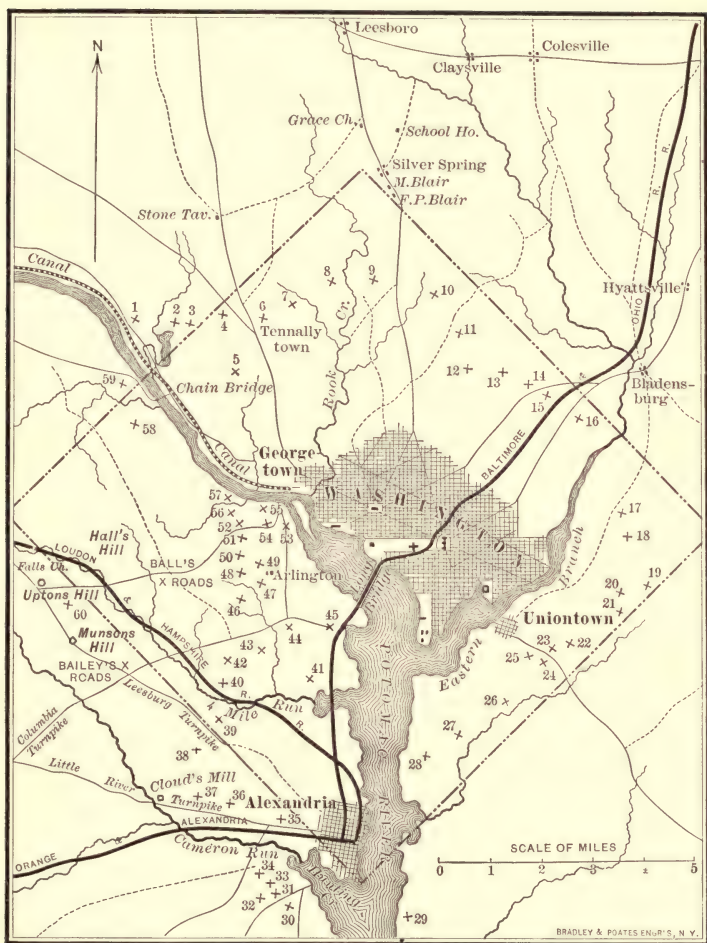 Leesboro
Colesville
Claysville
N
Grace Ch.
School Ho.
Silver Spring
M. Blair
F. P. Blair
Stone Tav.
R.
R.
Canal
Hyattsville
OHIO
1
2
3
4
5
6
7
8
9
10
Tennally
town
Rock Cr.
11
12
13
14
15
16
&
Bladens-
burg
59
58
Chain Bridge
Canal
George-
town
BALTIMORE
WASHINGTON
57
56
55
52
54
53
51
50
49
48
47
46
Hall's
Hill
LOUDON
&
HAMPSHIRE
R.
R.
Falls Ch.
BALL'S
X ROADS
Arlington
Uptons Hill
60
Munsons
Hill
BAILEY'S X
ROADS
Long Bridge
17
18
19
20
21
Eastern Branch
Uniontown
22
23
24
25
26
27
28
45
44
43
42
41
40
39
4 Mile Run
Leesburg Turnpike
Columbia
Turnpike
POTOMAC RIVER
38
Little River Turnpike
Cloud's Mill
37
36
35
Alexandria
ORANGE & ALEXANDRIA
Cameron Run
Hunting Cr.
34
33
32
31
30
29
SCALE OF MILES
0 1 2 3 4 5
BRADLEY & POATES ENGR'S, N. Y.